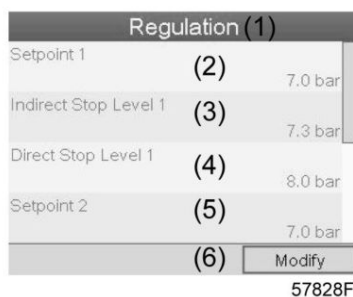 Regulation (1)
Setpoint 1
(2)
7.0 bar
Indirect Stop Level 1
(3)
7.3 bar
Direct Stop Level 1
(4)
8.0 bar
Setpoint 2
(5)
7.0 bar
(6) Modify
57828F